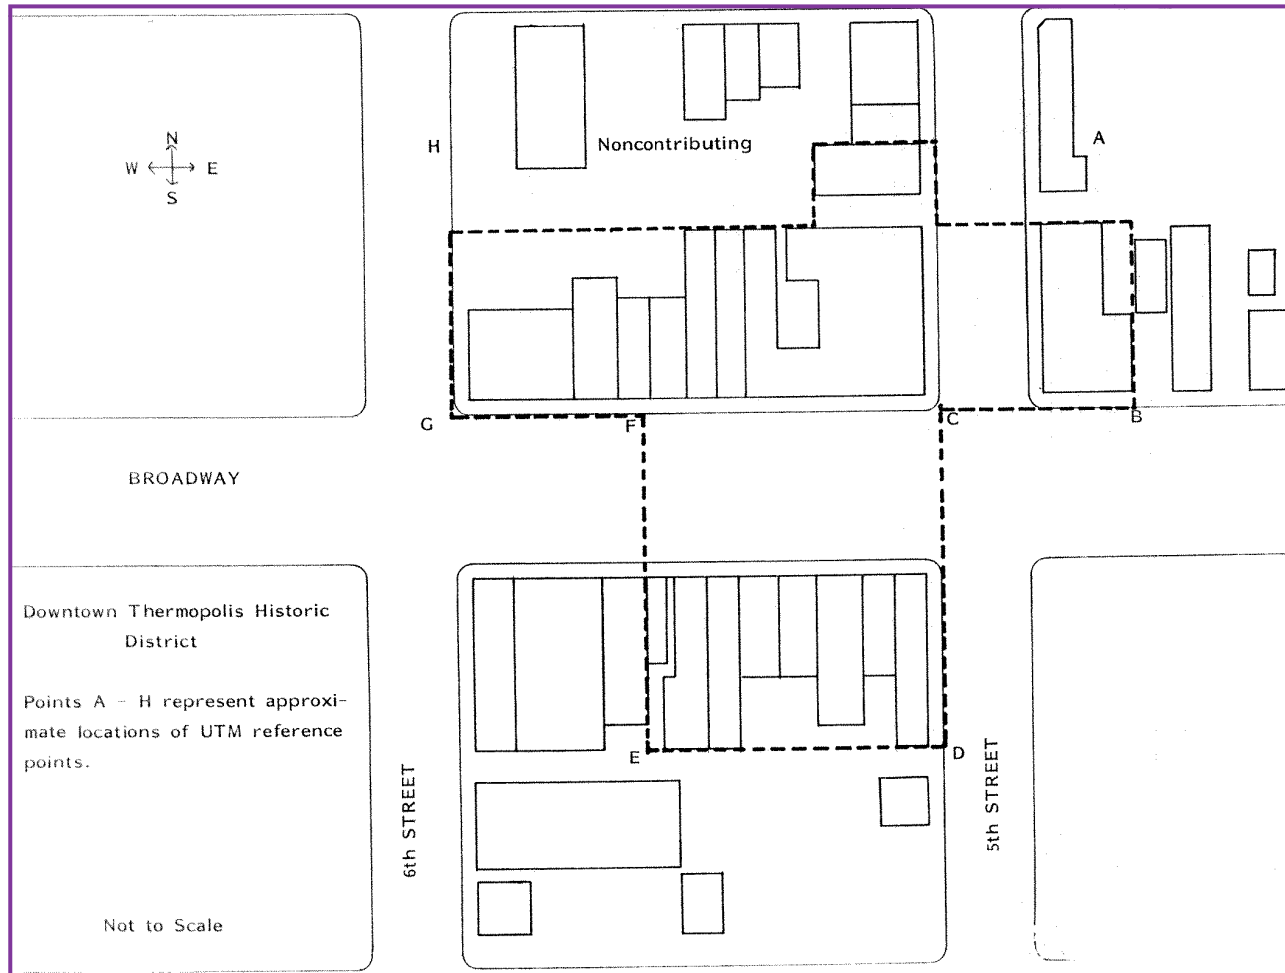 N
W E
S
H
Noncontributing
A
G
F
C
B
BROADWAY
Downtown Thermopolis Historic
District
Points A - H represent approxi-
mate locations of UTM reference
points.
E
D
6th STREET
5th STREET
Not to Scale